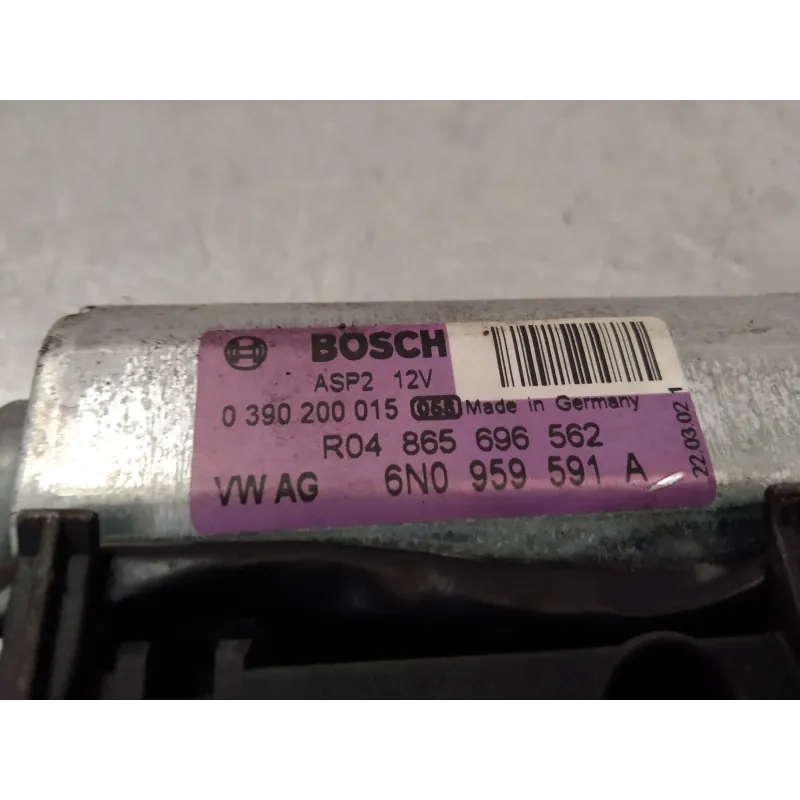 BOSCH
ASP2 12V
0 390 200 015 Made in Germany
R04 865 696 562
VW AG 6N0 959 591 A
22.03.02 1